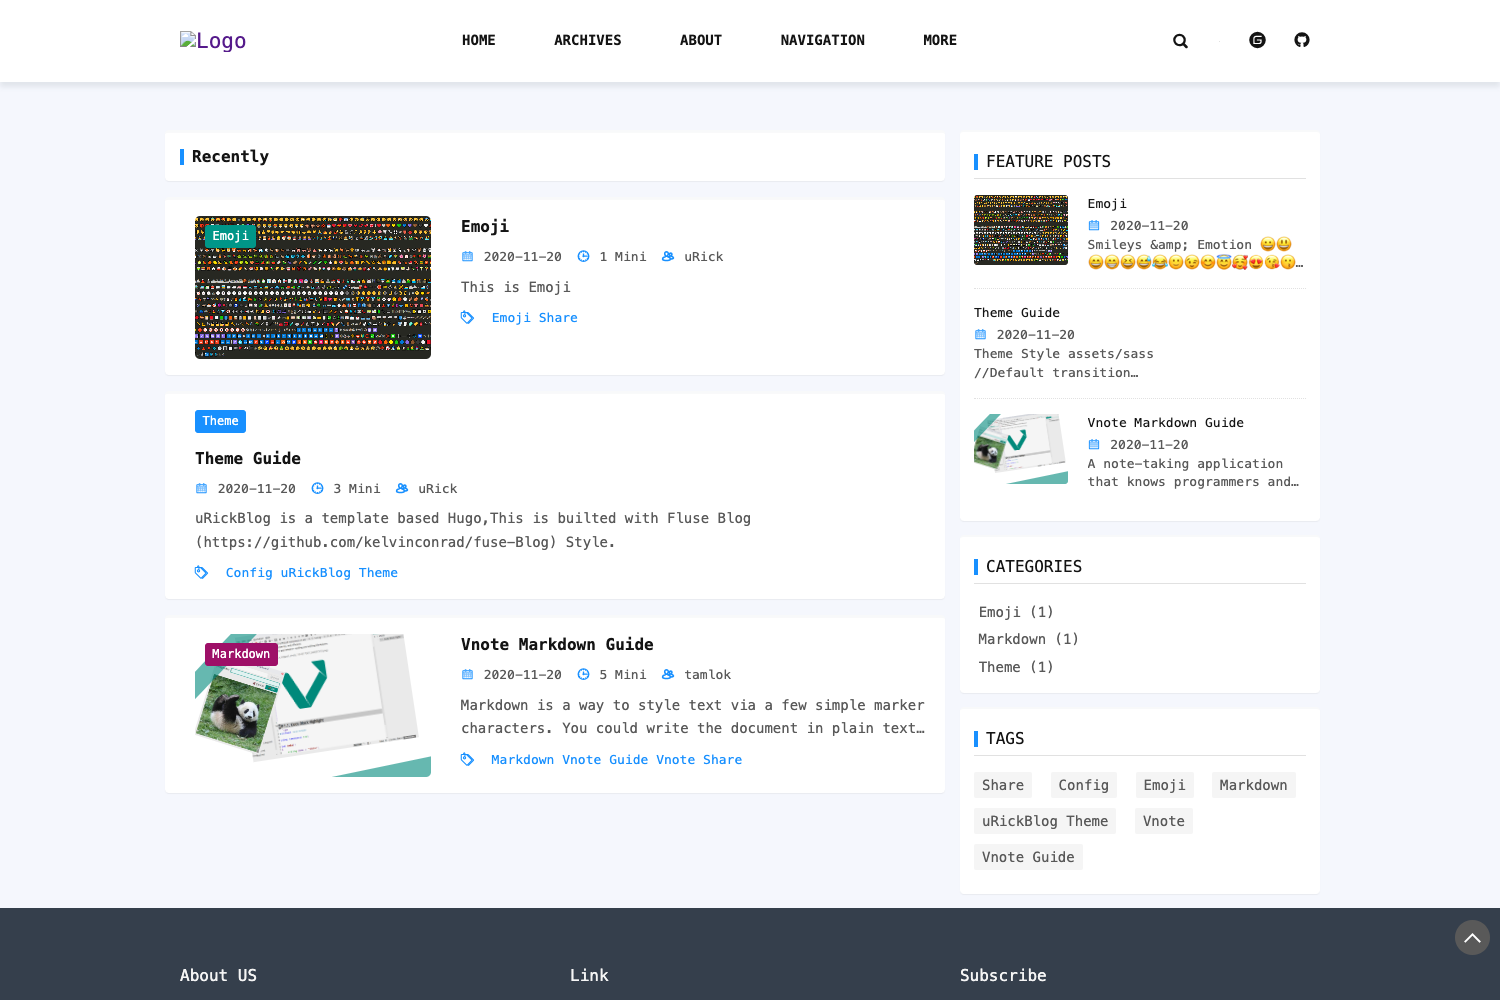 Logo
HOME ARCHIVES ABOUT NAVIGATION MORE
Recently
Emoji
Emoji
2020-11-20 1 Mini uRick
This is Emoji
Emoji Share
Theme
Theme Guide
2020-11-20 3 Mini uRick
uRickBlog is a template based Hugo,This is builted with Fluse Blog
(https://github.com/kelvinconrad/fuse-Blog) Style.
Config uRickBlog Theme
Markdown
Vnote Markdown Guide
2020-11-20 5 Mini tamlok
Markdown is a way to style text via a few simple marker
characters. You could write the document in plain text…
Markdown Vnote Guide Vnote Share
FEATURE POSTS
Emoji
2020-11-20
Smileys &amp; Emotion 😀😃
😄😁😆😅😂🙂😉😊😇🥰😍😘😗…
Theme Guide
2020-11-20
Theme Style assets/sass
//Default transition…
Vnote Markdown Guide
2020-11-20
A note-taking application
that knows programmers and…
CATEGORIES
Emoji (1)
Markdown (1)
Theme (1)
TAGS
Share Config Emoji Markdown
uRickBlog Theme Vnote
Vnote Guide
About US Link Subscribe